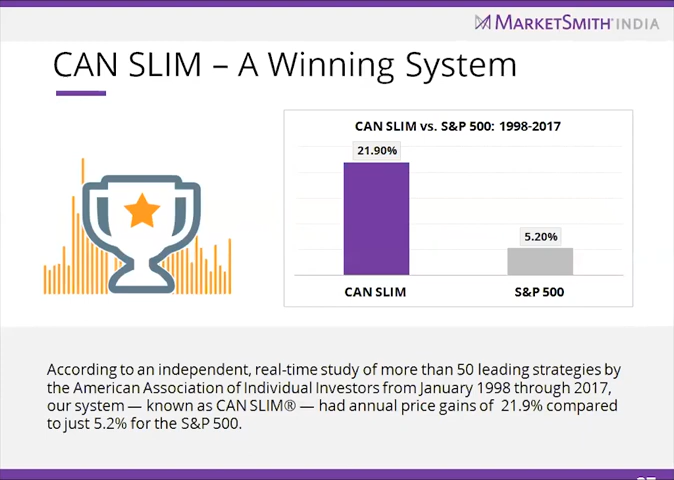 MARKETSMITH INDIA
CAN SLIM – A Winning System
CAN SLIM vs. S&P 500: 1998-2017
21.90%
5.20%
CAN SLIM
S&P 500
According to an independent, real-time study of more than 50 leading strategies by
the American Association of Individual Investors from January 1998 through 2017,
our system — known as CAN SLIM® — had annual price gains of 21.9% compared
to just 5.2% for the S&P 500.